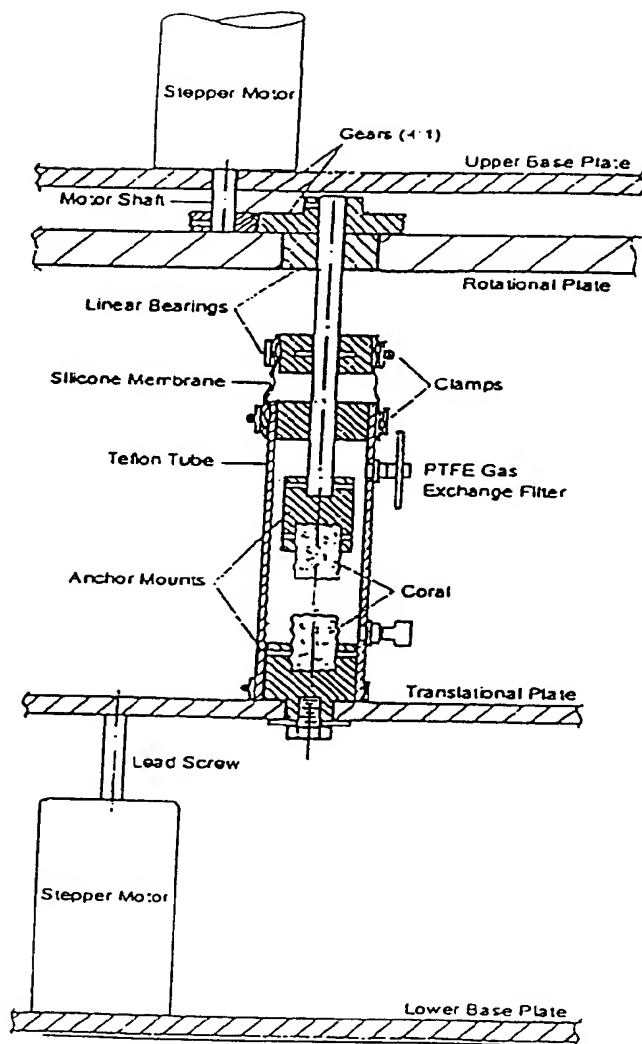 Stepper Motor
Gears (4:1)
Upper Base Plate
Motor Shaft
Rotational Plate
Linear Bearings
Silicone Membrane
Clamps
Teflon Tube
PTFE Gas
Exchange Filter
Anchor Mounts
Coral
Translational Plate
Lead Screw
Stepper Motor
Lower Base Plate